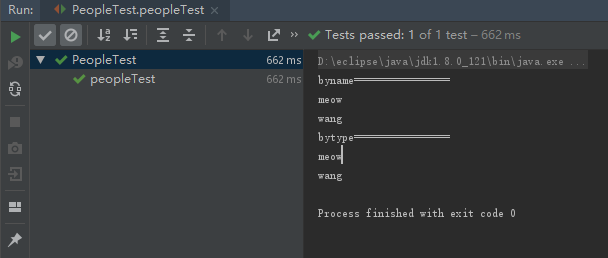 Run: PeopleTest.peopleTest ×
>> Tests passed: 1 of 1 test – 662 ms
PeopleTest 662 ms
peopleTest 662 ms
D:\eclipse\java\jdk1.8.0_121\bin\java.exe ...
byname================
meow
wang
bytype================
meow
wang
Process finished with exit code 0